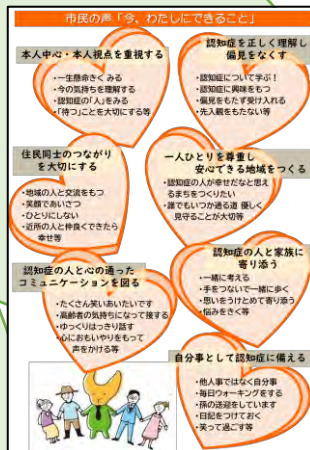 市民の声「今、わたしにできること」
本人中心・本人視点を重視する
・一生懸命きく みる
・今の気持ちを理解する
・認知症の「人」をみる
・「待つ」ことを大切にする等
認知症を正しく理解し
偏見をなくす
・認知症について学ぶ！
・認知症に興味をもつ
・偏見をもたず受け入れる
・先入観をもたない等
住民同士のつながり
を大切にする
・地域の人と交流をもつ
・笑顔であいさつ
・ひとりにしない
・近所の人と仲良くできたら
幸せ等
一人ひとりを尊重し
安心できる地域をつくる
・認知症の人が幸せだなと思え
るまちをつくりたい
・誰でもいつか通る道 優しく
見守ることが大切等
認知症の人と心の通った
コミュニケーションを図る
・たくさん笑いあいたいです
・高齢者の気持ちになって接する
・ゆっくりはっきり話す
・心におもいやりをもって
声をかける等
認知症の人と家族に
寄り添う
・一緒に考える
・手をつないで一緒に歩く
・思いをうけとめて寄り添う
・悩みをきく等
自分事として認知症に備える
・他人事ではなく自分事
・毎日ウォーキングをする
・孫の送迎をしています
・日記をつけておく
・笑って過ごす等